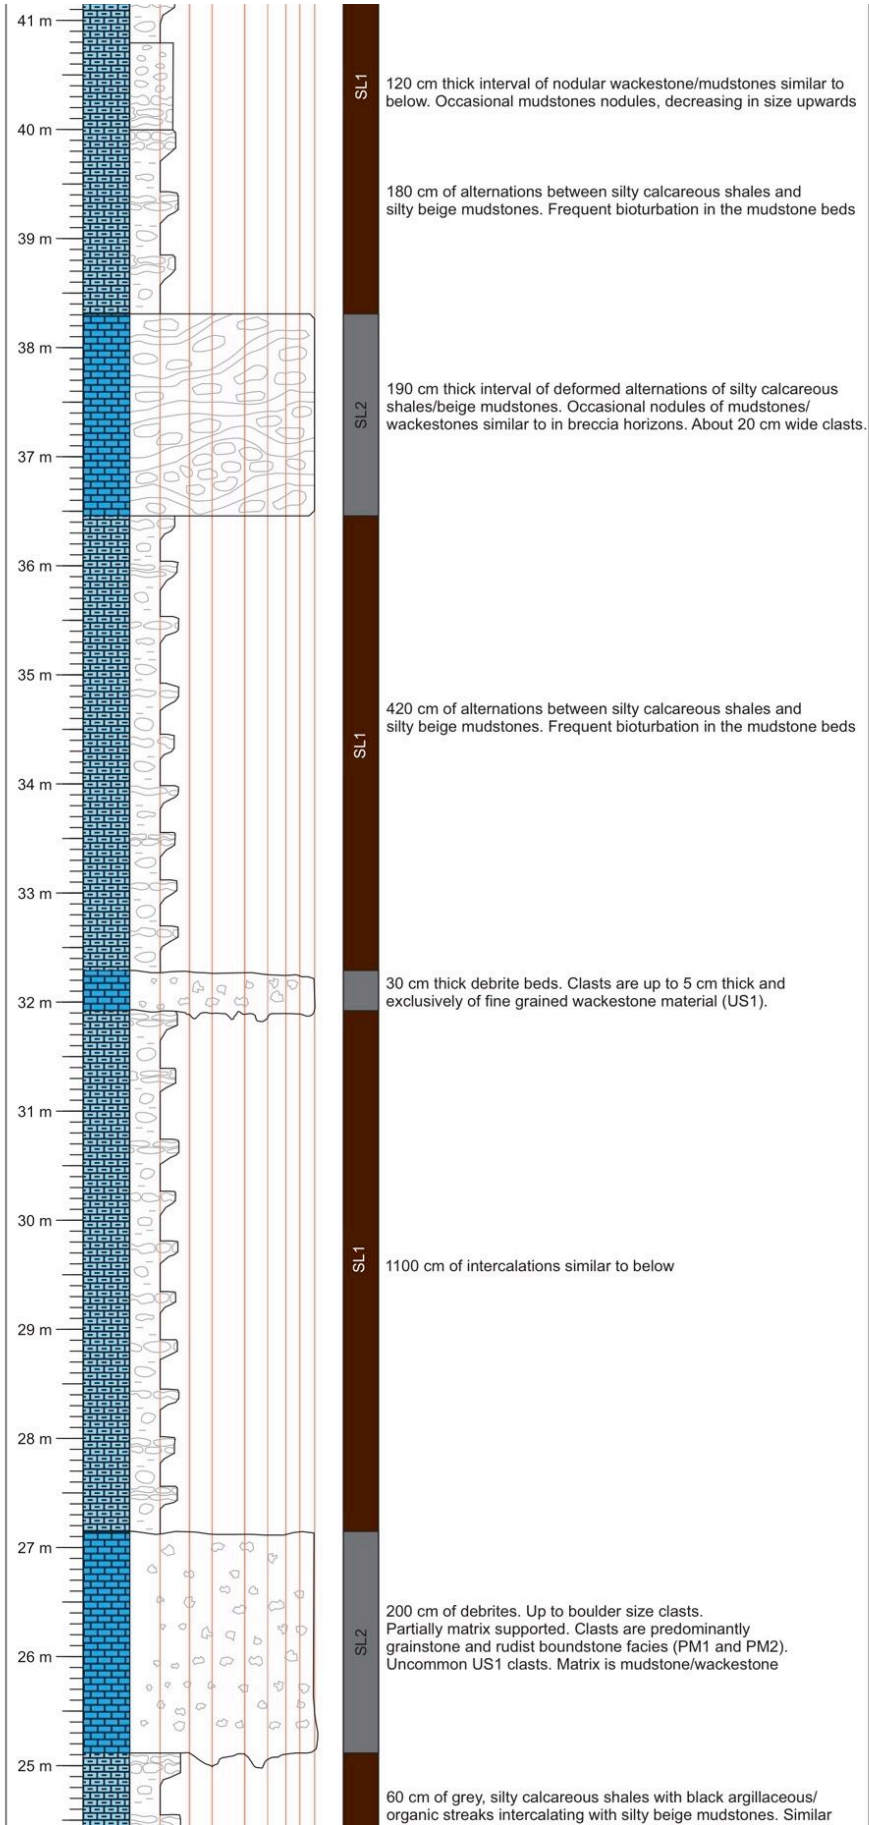 41 m
SL1
120 cm thick interval of nodular wackestone/mudstones similar to
below. Occasional mudstones nodules, decreasing in size upwards
40 m
180 cm of alternations between silty calcareous shales and
silty beige mudstones. Frequent bioturbation in the mudstone beds
39 m
38 m
SL2
190 cm thick interval of deformed alternations of silty calcareous
shales/beige mudstones. Occasional nodules of mudstones/
wackestones similar to in breccia horizons. About 20 cm wide clasts.
37 m
36 m
35 m
SL1
420 cm of alternations between silty calcareous shales and
silty beige mudstones. Frequent bioturbation in the mudstone beds
34 m
33 m
30 cm thick debrite beds. Clasts are up to 5 cm thick and
exclusively of fine grained wackestone material (US1).
32 m
31 m
30 m
SL1
1100 cm of intercalations similar to below
29 m
28 m
27 m
SL2
200 cm of debrites. Up to boulder size clasts.
Partially matrix supported. Clasts are predominantly
grainstone and rudist boundstone facies (PM1 and PM2).
Uncommon US1 clasts. Matrix is mudstone/wackestone
26 m
25 m
60 cm of grey, silty calcareous shales with black argillaceous/
organic streaks intercalating with silty beige mudstones. Similar